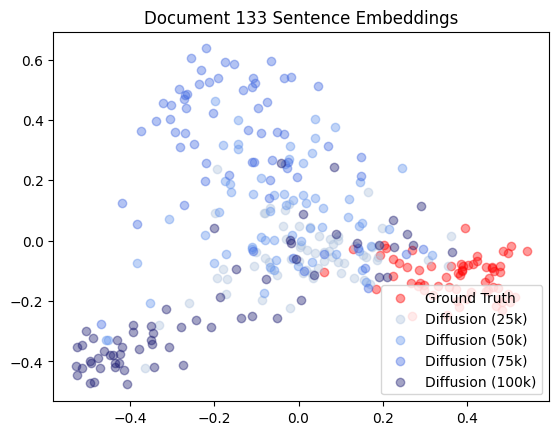 Document 133 Sentence Embeddings
0.6
0.4
0.2
0.0
−0.2
−0.4
−0.4
−0.2
0.0
0.2
0.4
Ground Truth
Diffusion (25k)
Diffusion (50k)
Diffusion (75k)
Diffusion (100k)